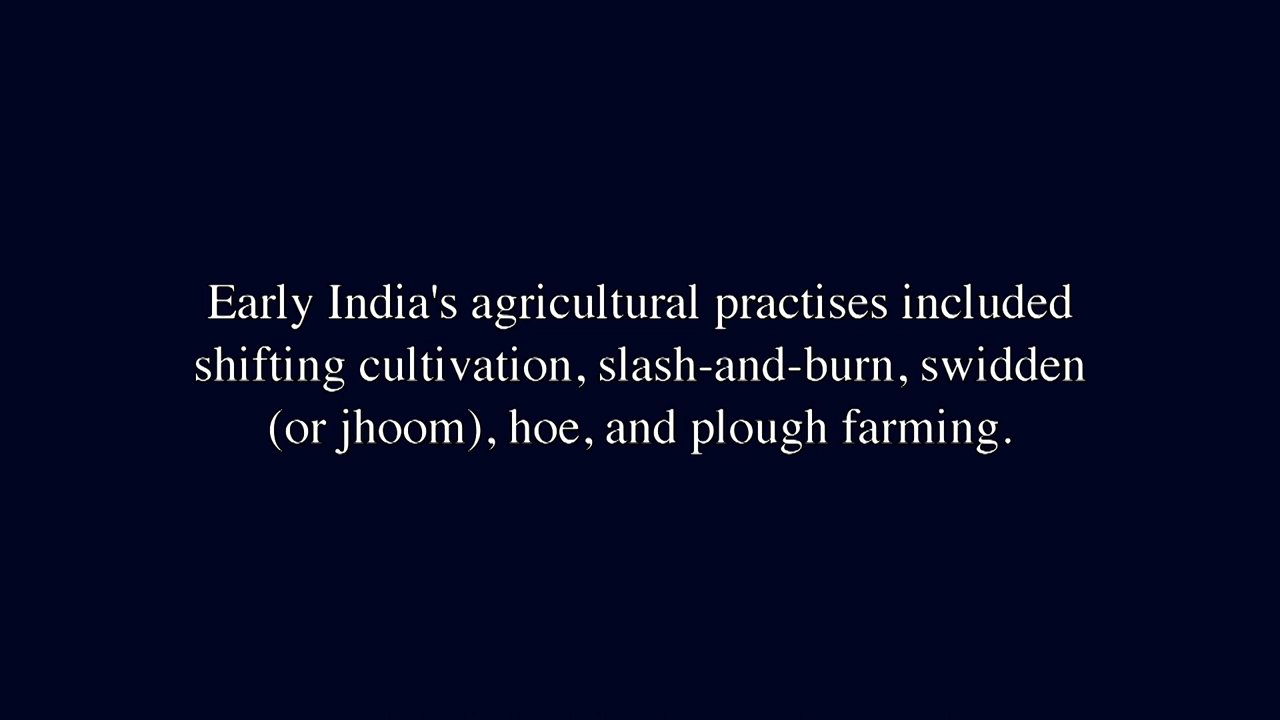 Early India's agricultural practises included
shifting cultivation, slash-and-burn, swidden
(or jhoom), hoe, and plough farming.